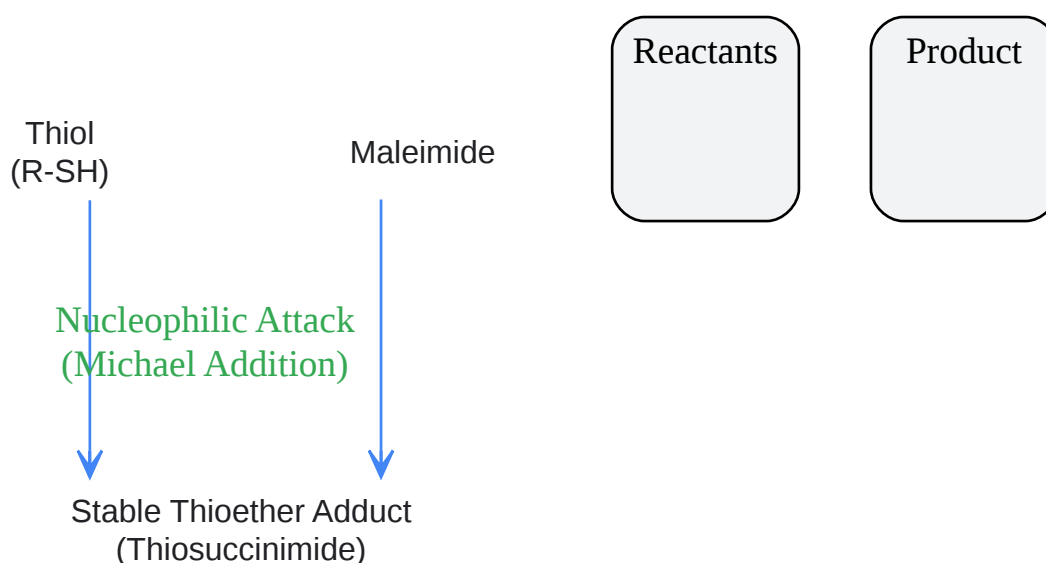 Reactants
Product
Thiol
(R-SH)
Maleimide
Nucleophilic Attack
(Michael Addition)
Stable Thioether Adduct
(Thiosuccinimide)